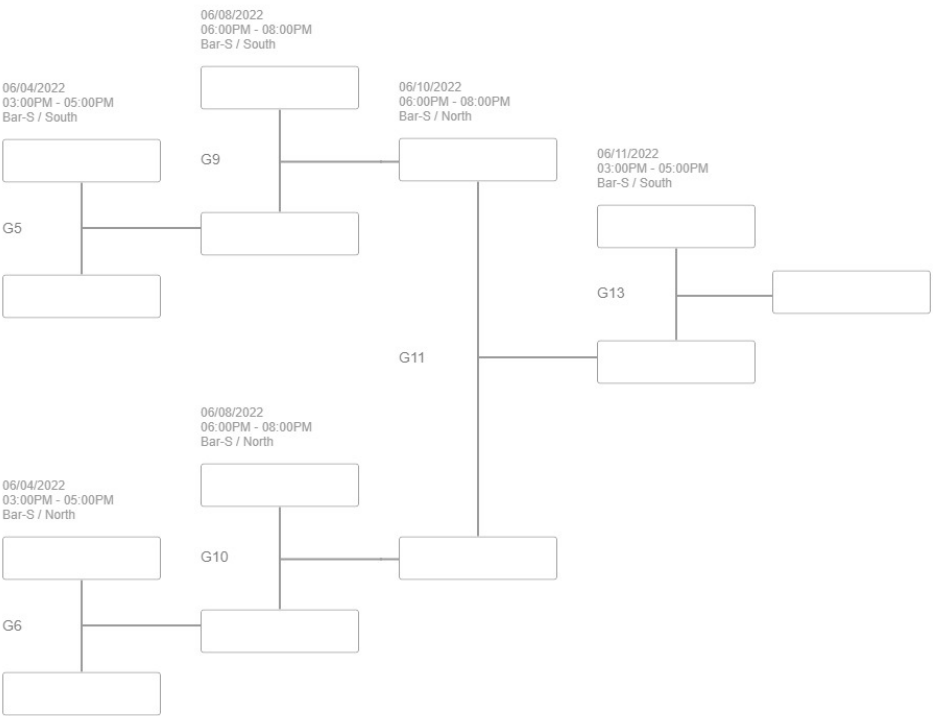 06/08/2022
06:00PM - 08:00PM
Bar-S / South
06/04/2022
03:00PM - 05:00PM
Bar-S / South
06/10/2022
06:00PM - 08:00PM
Bar-S / North
06/11/2022
03:00PM - 05:00PM
Bar-S / South
G9
G5
G13
G11
06/08/2022
06:00PM - 08:00PM
Bar-S / North
06/04/2022
03:00PM - 05:00PM
Bar-S / North
G10
G6